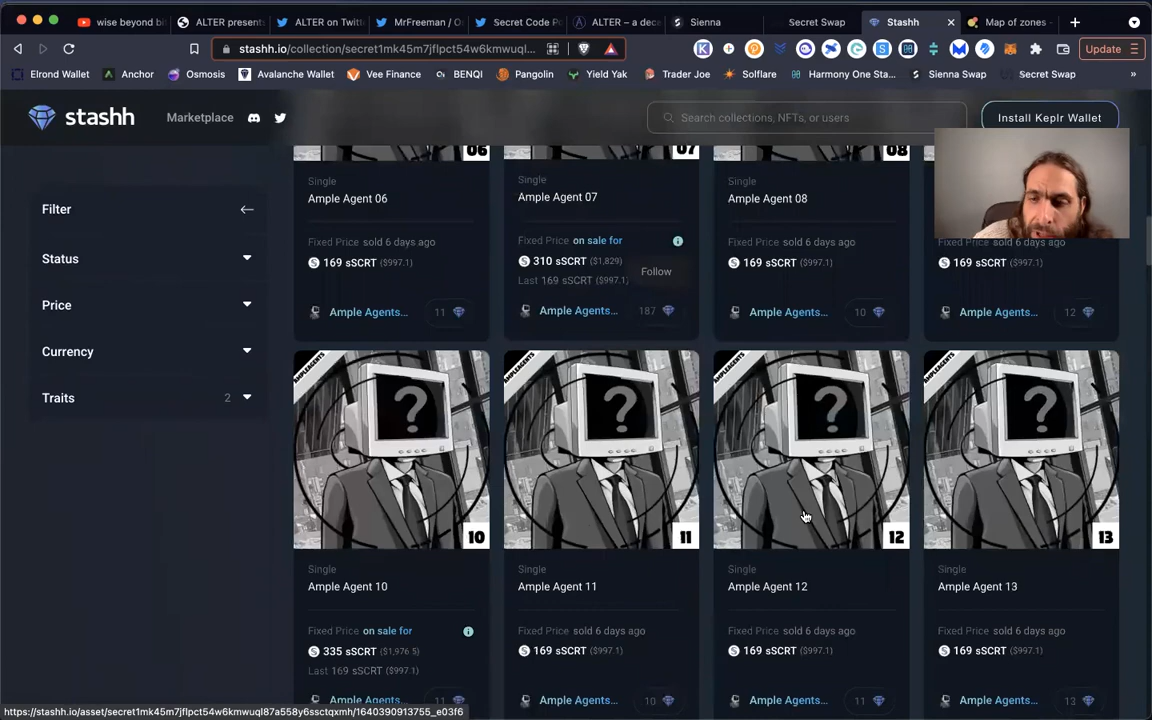 wise beyond bit
ALTER present
ALTER on Twitt
MrFreeman / O
Secret Code Po
ALTER – a dece
Sienna
Secret Swap
Stashh
Map of zones -
stashh.io/collection/secret1mk45m7jflpct54w6kmwuql...
Update
Elrond Wallet
Anchor
Osmosis
Avalanche Wallet
Vee Finance
BENQI
Pangolin
Yield Yak
Trader Joe
Solflare
Harmony One Sta...
Sienna Swap
Secret Swap
»
stashh
Marketplace
Search collections, NFTs, or users
Install Keplr Wallet
06
07
08
Filter
Status
Price
Currency
Traits 2
Single
Ample Agent 06
Fixed Price sold 6 days ago
169 sSCRT ($997.1)
Ample Agents... 11
Single
Ample Agent 07
Fixed Price on sale for
310 sSCRT ($1,829)
Last 169 sSCRT ($997.1)
Follow
Ample Agents... 187
Single
Ample Agent 08
Fixed Price sold 6 days ago
169 sSCRT ($997.1)
Ample Agents... 10
Fixed Price sold 6 days ago
169 sSCRT ($997.1)
Ample Agents... 12
AMPLEAGENTS
?
10
Single
Ample Agent 10
Fixed Price on sale for
335 sSCRT ($1,976.5)
Last 169 sSCRT ($997.1)
Ample Agents... 11
AMPLEAGENTS
?
11
Single
Ample Agent 11
Fixed Price sold 6 days ago
169 sSCRT ($997.1)
Ample Agents... 10
AMPLEAGENTS
?
12
Single
Ample Agent 12
Fixed Price sold 6 days ago
169 sSCRT ($997.1)
Ample Agents... 11
AMPLEAGENTS
?
13
Single
Ample Agent 13
Fixed Price sold 6 days ago
169 sSCRT ($997.1)
Ample Agents... 13
https://stashh.io/asset/secret1mk45m7jflpct54w6kmwuql87a558y6ssctqxmh/1640390913755_e03f6